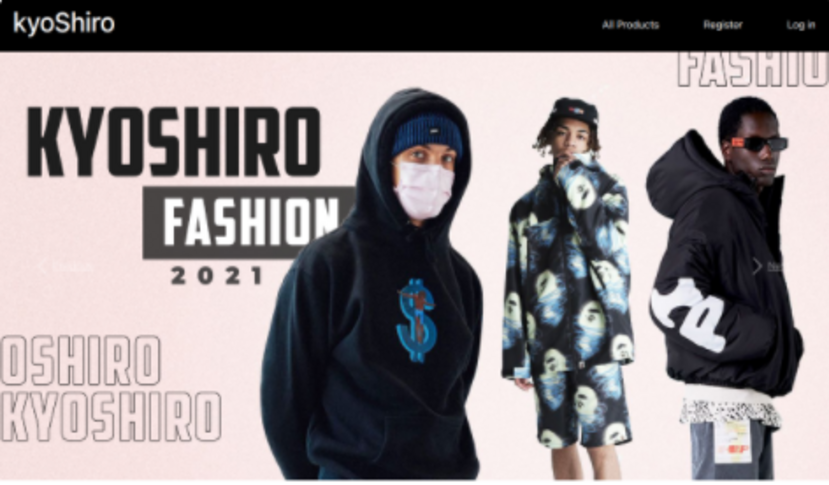 kyoShiro
All Products Register Log in
FASHIO
KYOSHIRO
FASHION
2021
OSHIRO
KYOSHIRO